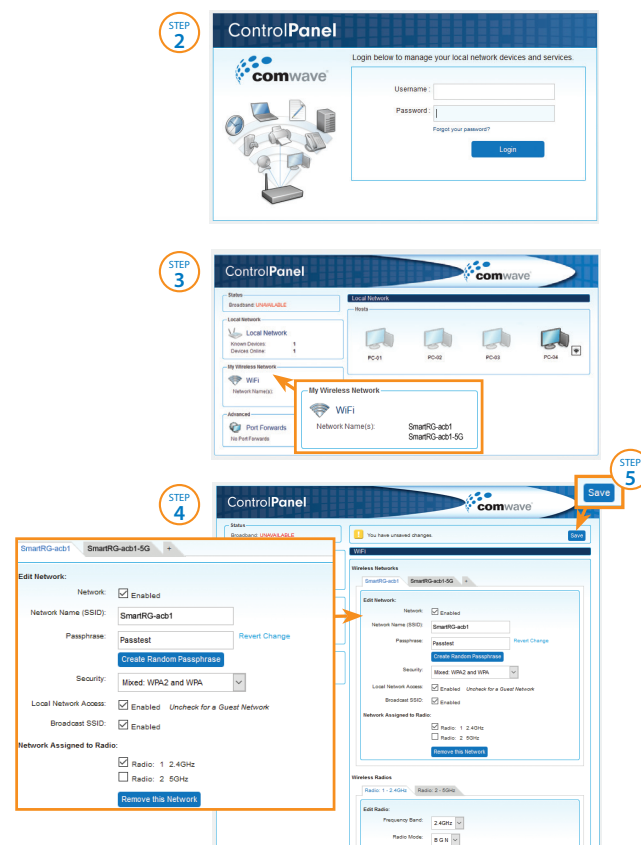 STEP
2
ControlPanel
comwave
Login below to manage your local network devices and services.
Username :
Password :
Forgot your password?
Login
STEP
3
ControlPanel
comwave
Status
Broadband: UNAVAILABLE
Local Network
Local Network
Known Devices: 1
Devices Online: 1
My Wireless Network
WiFi
Network Name(s):
Advanced
Port Forwards
No Port Forwards
Local Network
Hosts
PC-01
PC-02
PC-03
PC-04
My Wireless Network
WiFi
Network Name(s): SmartRG-acb1
SmartRG-acb1-5G
STEP
4
STEP
5
Save
ControlPanel
comwave
Status
Broadband: UNAVAILABLE
You have unsaved changes.
Save
WiFi
Wireless Networks
SmartRG-acb1 SmartRG-acb1-5G +
Edit Network:
Network: Enabled
Network Name (SSID): SmartRG-acb1
Passphrase: Passtest Revert Change
Create Random Passphrase
Security: Mixed: WPA2 and WPA
Local Network Access: Enabled Uncheck for a Guest Network
Broadcast SSID: Enabled
Network Assigned to Radio:
Radio: 1 2.4GHz
Radio: 2 5GHz
Remove this Network
Wireless Radios
Radio: 1 - 2.4GHz Radio: 2 - 5GHz
Edit Radio:
Frequency Band: 2.4GHz
Radio Mode: B G N
SmartRG-acb1 SmartRG-acb1-5G +
Edit Network:
Network: Enabled
Network Name (SSID): SmartRG-acb1
Passphrase: Passtest Revert Change
Create Random Passphrase
Security: Mixed: WPA2 and WPA
Local Network Access: Enabled Uncheck for a Guest Network
Broadcast SSID: Enabled
Network Assigned to Radio:
Radio: 1 2.4GHz
Radio: 2 5GHz
Remove this Network